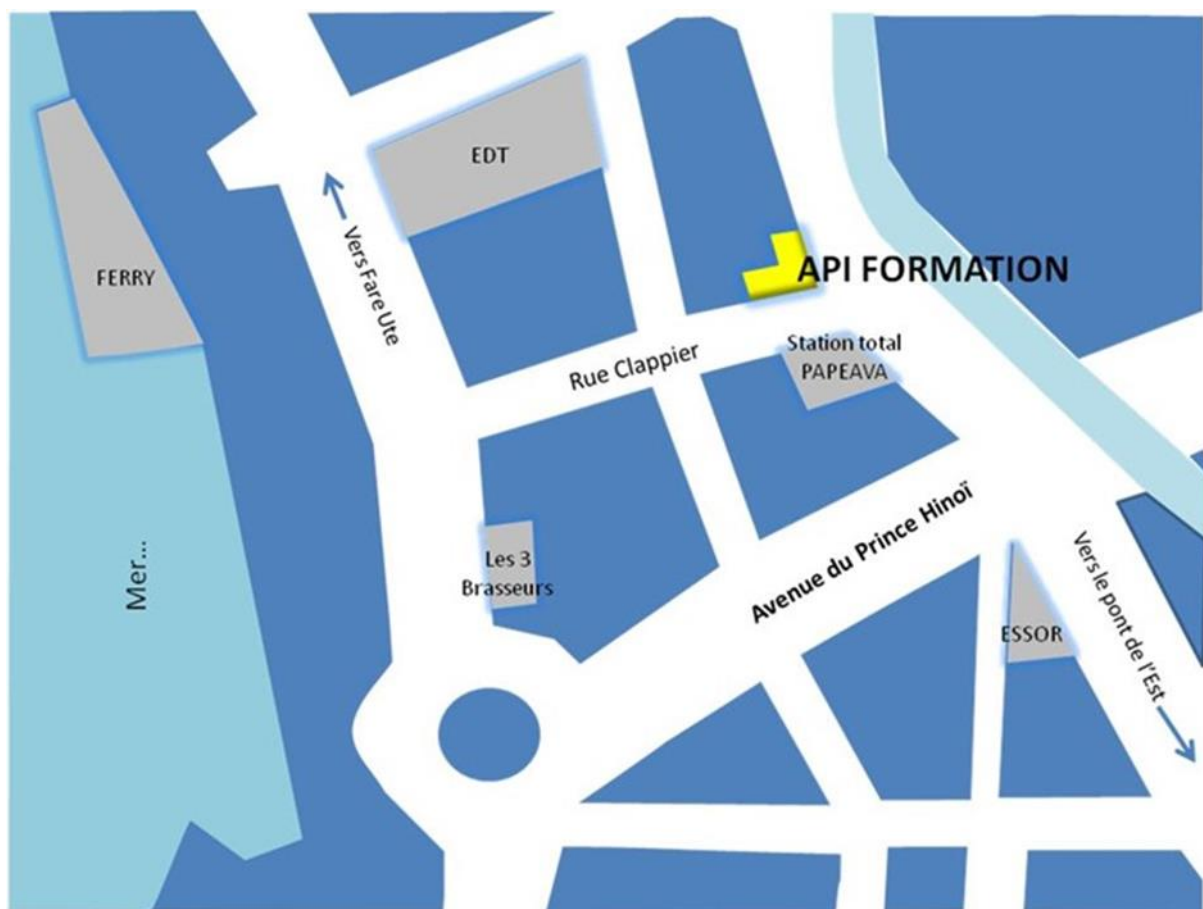 EDT
FERRY
Vers Fare Ute
API FORMATION
Station total
PAPEAVA
Rue Clappier
Mer...
Les 3
Brasseurs
Avenue du Prince Hinoï
ESSOR
Vers le pont de l'Est